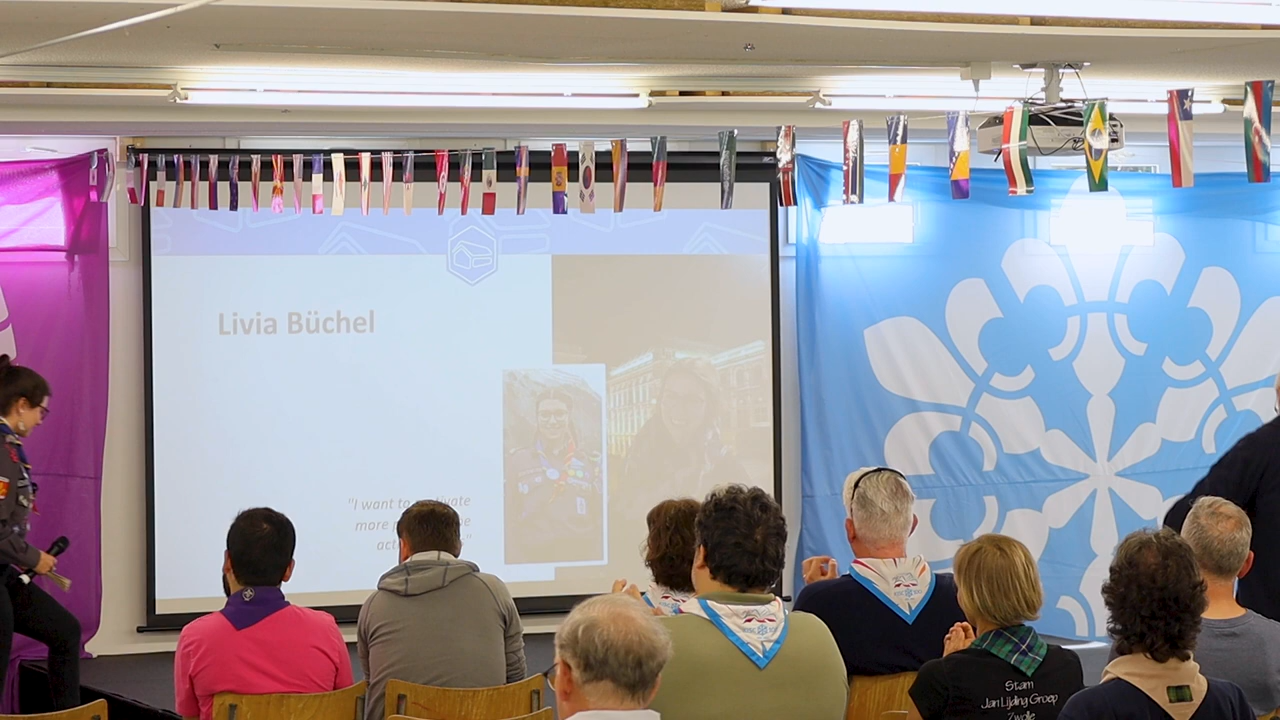 Livia Büchel
"I want to
more
act
Stam
Jan Lijding Groep
Zwolle